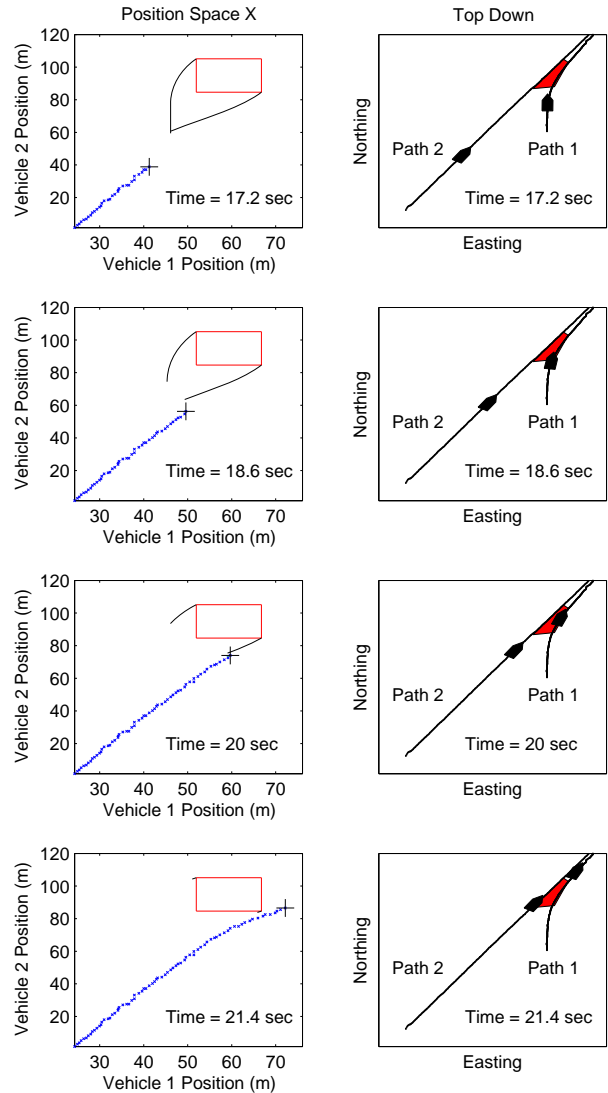 Position Space X
Top Down
120
100
80
60
40
20
30 40 50 60 70
Vehicle 2 Position (m)
Vehicle 1 Position (m)
Time = 17.2 sec
Northing
Easting
Path 2
Path 1
Time = 17.2 sec
120
100
80
60
40
20
30 40 50 60 70
Vehicle 2 Position (m)
Vehicle 1 Position (m)
Time = 18.6 sec
Northing
Easting
Path 2
Path 1
Time = 18.6 sec
120
100
80
60
40
20
30 40 50 60 70
Vehicle 2 Position (m)
Vehicle 1 Position (m)
Time = 20 sec
Northing
Easting
Path 2
Path 1
Time = 20 sec
120
100
80
60
40
20
30 40 50 60 70
Vehicle 2 Position (m)
Vehicle 1 Position (m)
Time = 21.4 sec
Northing
Easting
Path 2
Path 1
Time = 21.4 sec